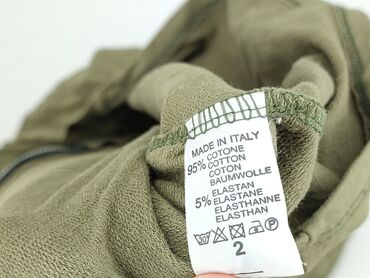 MADE IN ITALY
95% COTONE
COTTON
COTON
BAUMWOLLE
ELASTAN
5% ELASTANE
ELASTHANNE
ELASTHAN
2